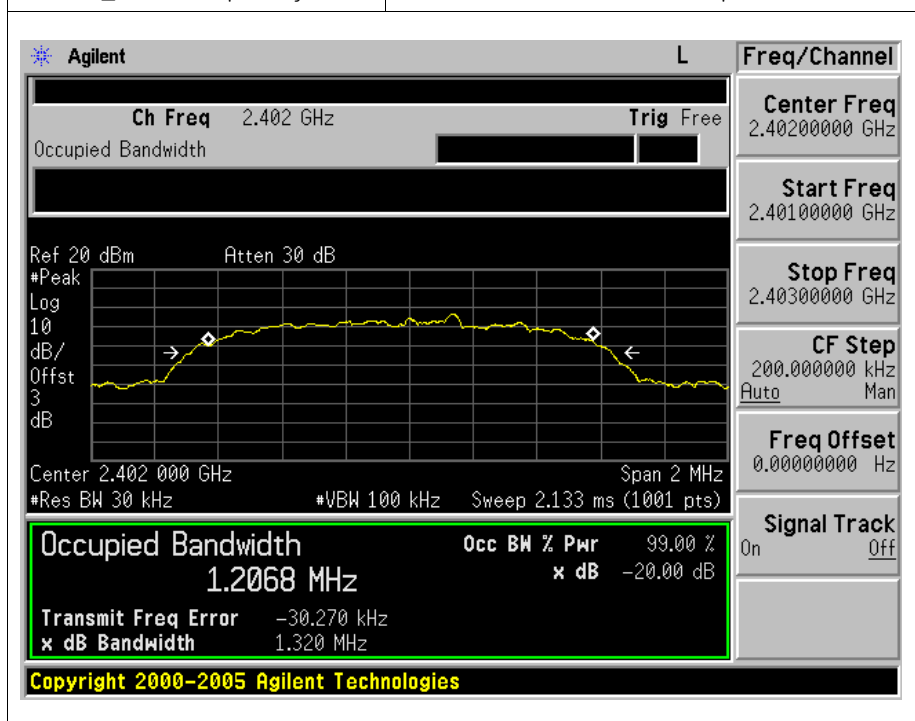 Agilent L Freq/Channel
Ch Freq 2.402 GHz Trig Free
Occupied Bandwidth
Center Freq
2.40200000 GHz
Start Freq
2.40100000 GHz
Stop Freq
2.40300000 GHz
CF Step
200.000000 kHz
Auto Man
Freq Offset
0.00000000 Hz
Signal Track
On Off
Ref 20 dBm Atten 30 dB
#Peak
Log
10
dB/
Offst
3
dB
Center 2.402 000 GHz Span 2 MHz
#Res BW 30 kHz #VBW 100 kHz Sweep 2.133 ms (1001 pts)
Occupied Bandwidth
1.2068 MHz
Occ BW % Pwr 99.00 %
x dB -20.00 dB
Transmit Freq Error -30.270 kHz
x dB Bandwidth 1.320 MHz
Copyright 2000-2005 Agilent Technologies